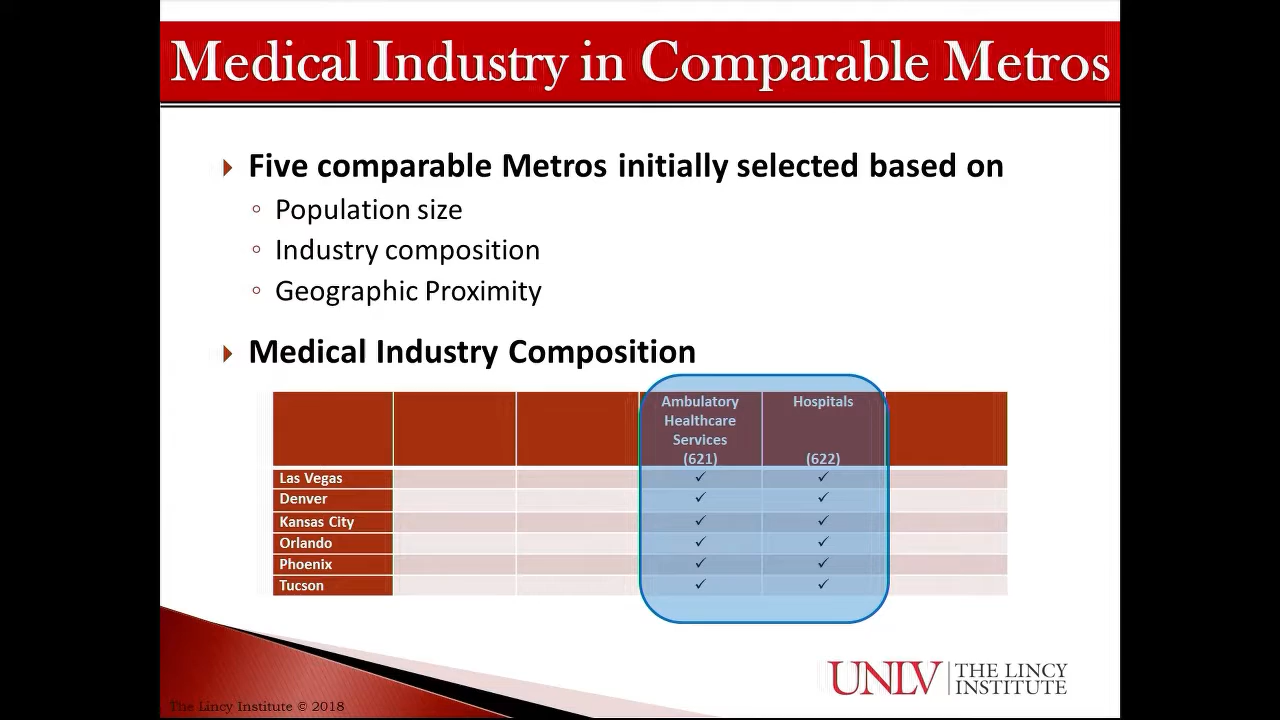 Medical Industry in Comparable Metros
Five comparable Metros initially selected based on
Population size
Industry composition
Geographic Proximity
Medical Industry Composition
Ambulatory Healthcare Services (621)
Hospitals (622)
Las Vegas ✓ ✓
Denver ✓ ✓
Kansas City ✓ ✓
Orlando ✓ ✓
Phoenix ✓ ✓
Tucson ✓ ✓
UNLV THE LINCY INSTITUTE
The Lincy Institute © 2018